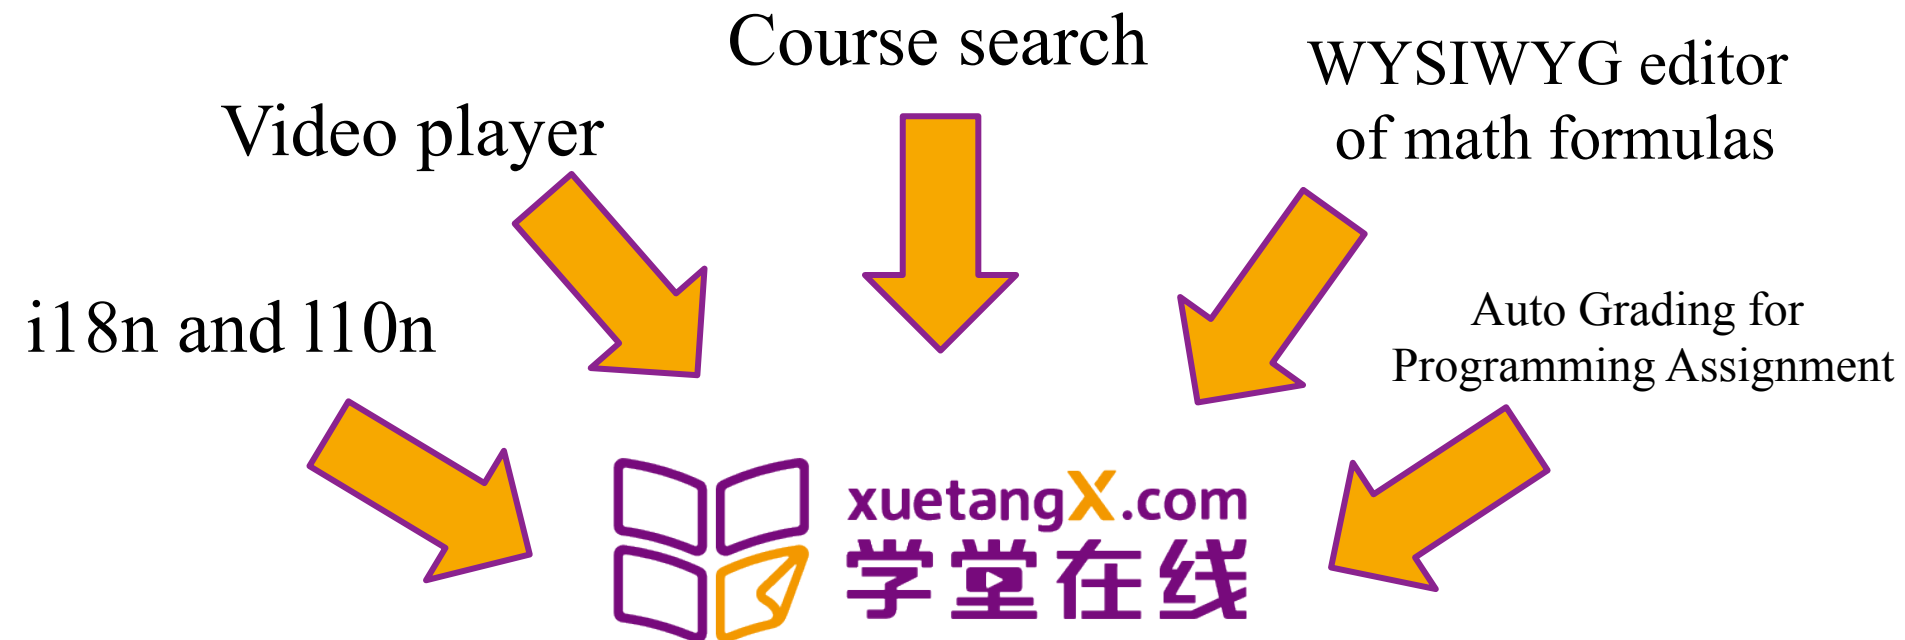 Course search
WYSIWYG editor
of math formulas
Video player
i18n and l10n
Auto Grading for
Programming Assignment
xuetangX.com
学堂在线